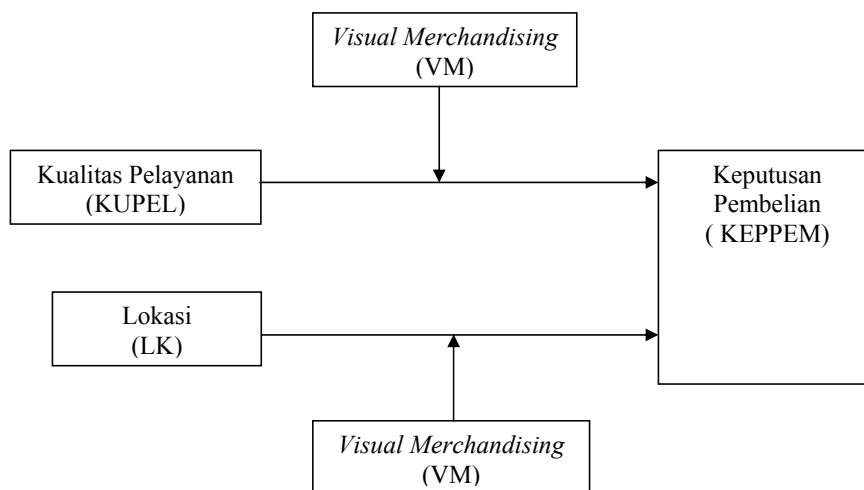 Visual Merchandising
(VM)
Kualitas Pelayanan
(KUPEL)
Keputusan
Pembelian
( KEPPEM)
Lokasi
(LK)
Visual Merchandising
(VM)